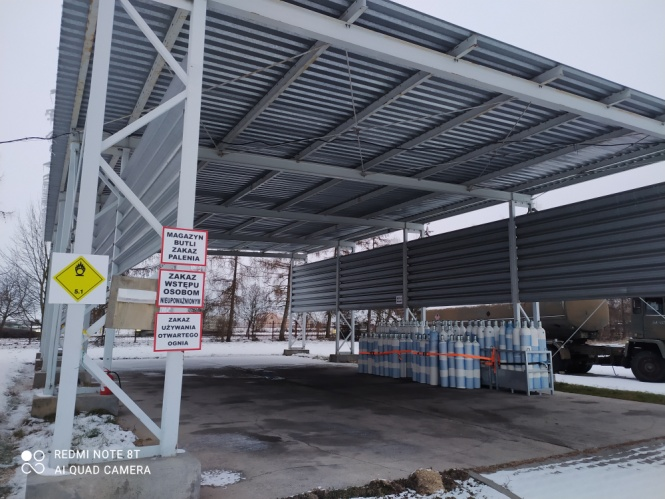 MAGAZYN
BUTLI
ZAKAZ
PALENIA
ZAKAZ
WSTĘPU
OSOBOM
NIEUPOWAŻNIONYM
ZAKAZ
UŻYWANIA
OTWARTEGO
OGNIA
5.1
REDMI NOTE 8T
AI QUAD CAMERA